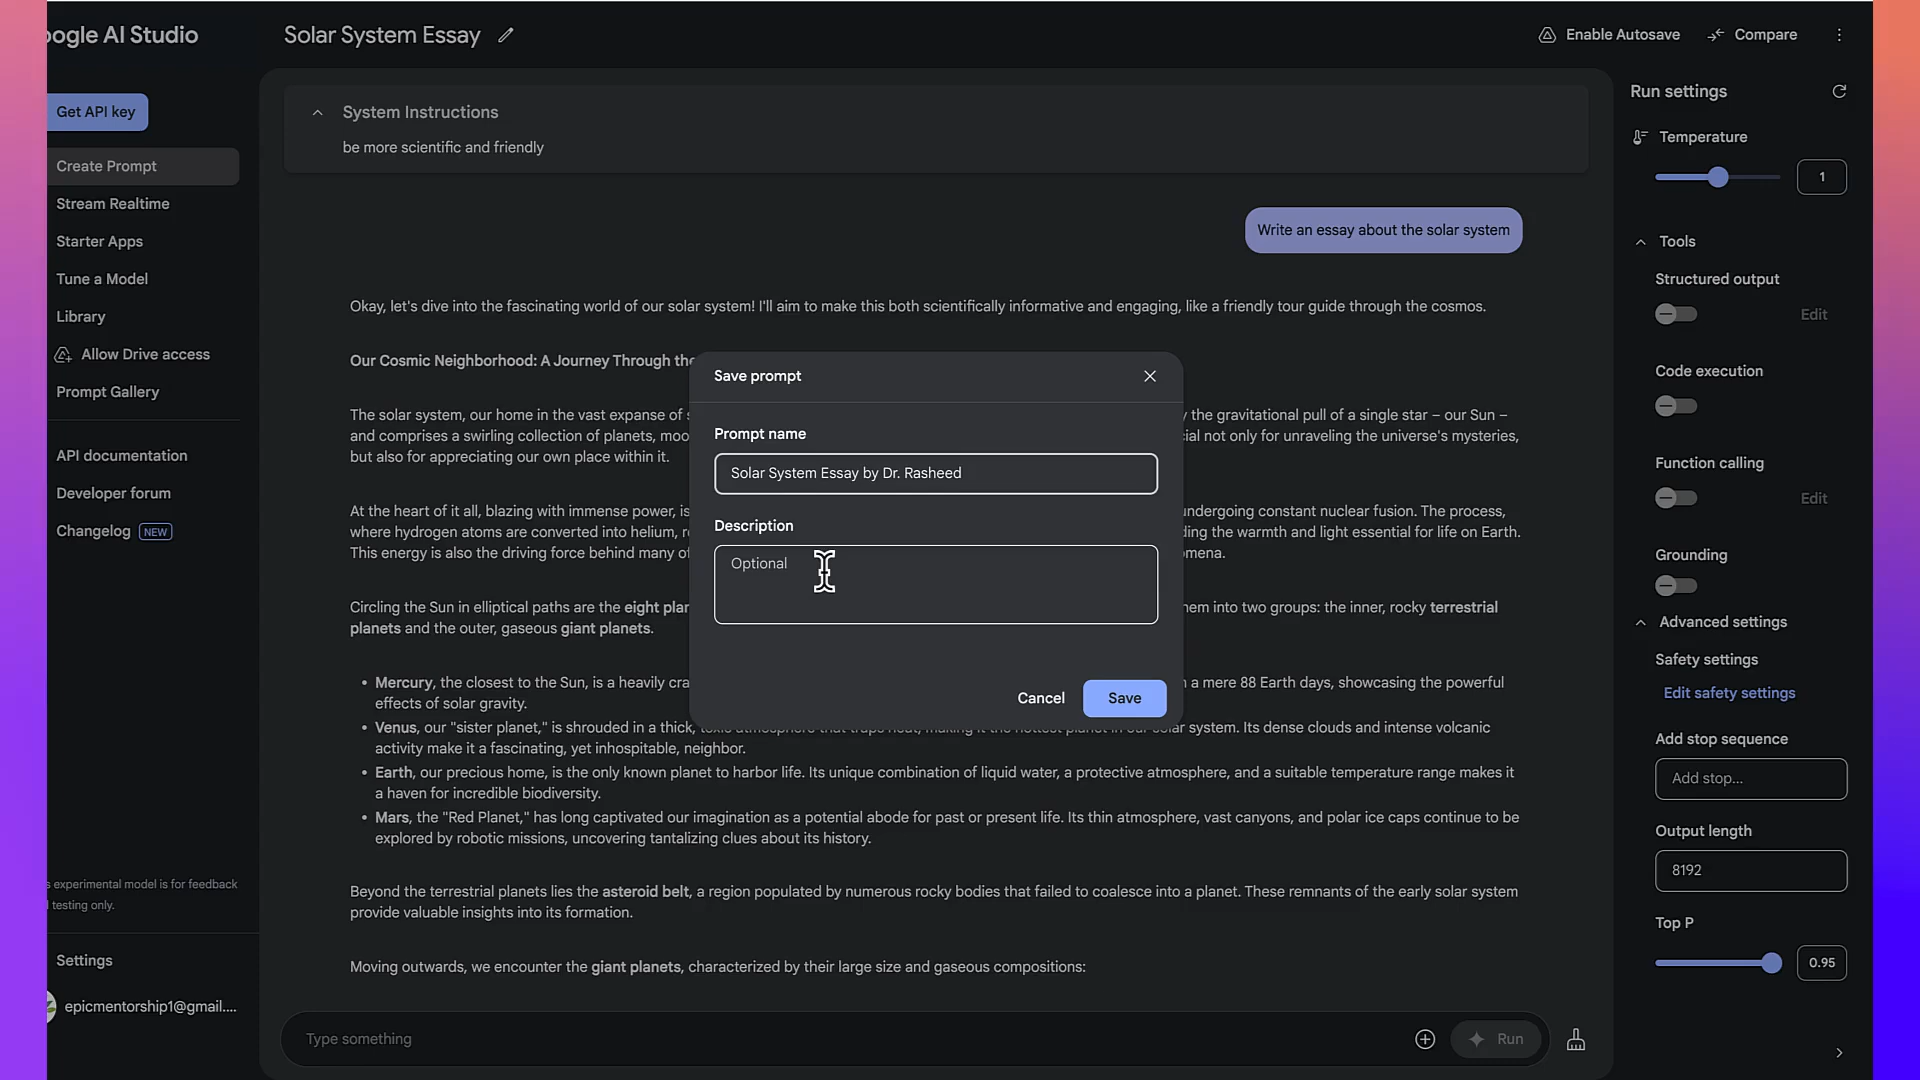 oogle AI Studio
Solar System Essay
Enable Autosave
Compare
Get API key
Create Prompt
Stream Realtime
Starter Apps
Tune a Model
Library
Allow Drive access
Prompt Gallery
API documentation
Developer forum
Changelog NEW
s experimental model is for feedback
testing only.
Settings
epicmentorship1@gmail....
System Instructions
be more scientific and friendly
Write an essay about the solar system
Okay, let's dive into the fascinating world of our solar system! I'll aim to make this both scientifically informative and engaging, like a friendly tour guide through the cosmos.
Our Cosmic Neighborhood: A Journey Through the
The solar system, our home in the vast expanse of s y the gravitational pull of a single star – our Sun –
and comprises a swirling collection of planets, moo ial not only for unraveling the universe's mysteries,
but also for appreciating our own place within it.
At the heart of it all, blazing with immense power, is undergoing constant nuclear fusion. The process,
where hydrogen atoms are converted into helium, r ding the warmth and light essential for life on Earth.
This energy is also the driving force behind many of omena.
Circling the Sun in elliptical paths are the eight plan hem into two groups: the inner, rocky terrestrial
planets and the outer, gaseous giant planets.
• Mercury, the closest to the Sun, is a heavily cra n a mere 88 Earth days, showcasing the powerful
effects of solar gravity.
• Venus, our "sister planet," is shrouded in a thick, toxic atmosphere that traps heat, making it the hottest planet in our solar system. Its dense clouds and intense volcanic
activity make it a fascinating, yet inhospitable, neighbor.
• Earth, our precious home, is the only known planet to harbor life. Its unique combination of liquid water, a protective atmosphere, and a suitable temperature range makes it
a haven for incredible biodiversity.
• Mars, the "Red Planet," has long captivated our imagination as a potential abode for past or present life. Its thin atmosphere, vast canyons, and polar ice caps continue to be
explored by robotic missions, uncovering tantalizing clues about its history.
Beyond the terrestrial planets lies the asteroid belt, a region populated by numerous rocky bodies that failed to coalesce into a planet. These remnants of the early solar system
provide valuable insights into its formation.
Moving outwards, we encounter the giant planets, characterized by their large size and gaseous compositions:
Type something
Run
Save prompt
Prompt name
Solar System Essay by Dr. Rasheed
Description
Optional
Cancel
Save
Run settings
Temperature
1
Tools
Structured output
Edit
Code execution
Function calling
Edit
Grounding
Advanced settings
Safety settings
Edit safety settings
Add stop sequence
Add stop...
Output length
8192
Top P
0.95